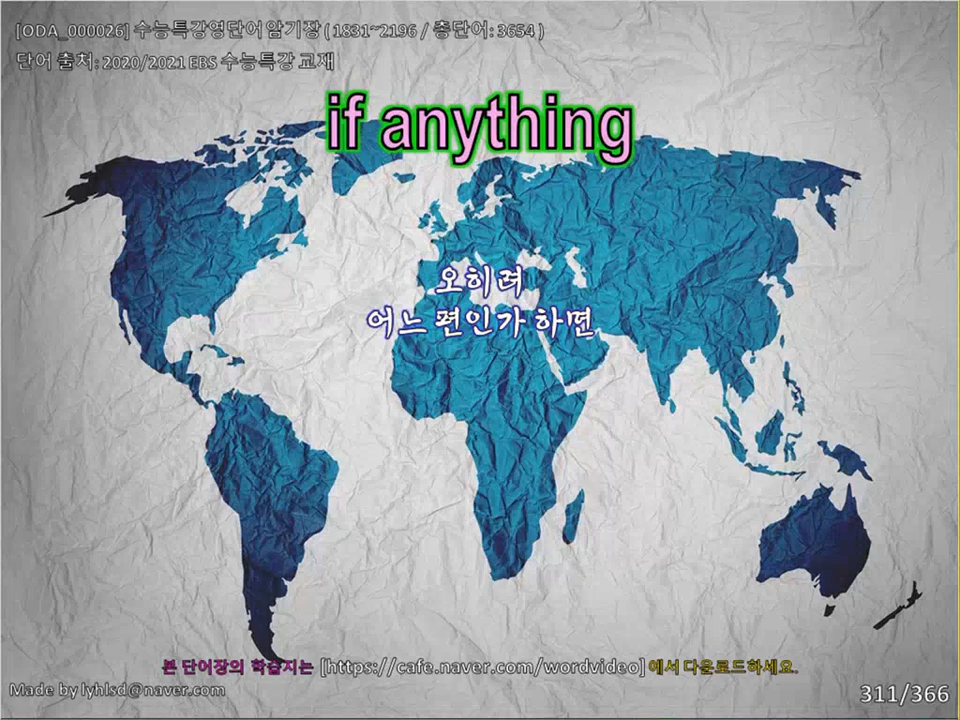 [ODA_000026] 수능특강영단어 암기장 ( 1831~2196 / 총단어: 3654 )
단어 출처: 2020/2021 EBS 수능특강 교재
if anything
오히려
어느 편인가 하면
본 단어장의 학습지는 [https://cafe.naver.com/wordvideo] 에서 다운로드하세요.
Made by lyhlsd@naver.com
311/366